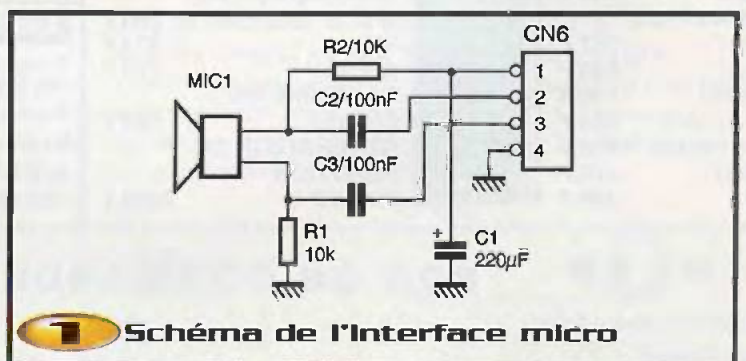 CN6
R2/10K
1
MIC1
C2/100nF
2
3
C3/100nF
4
R1
10k
+
C1
220µF
1 Schéma de l'Interface micro